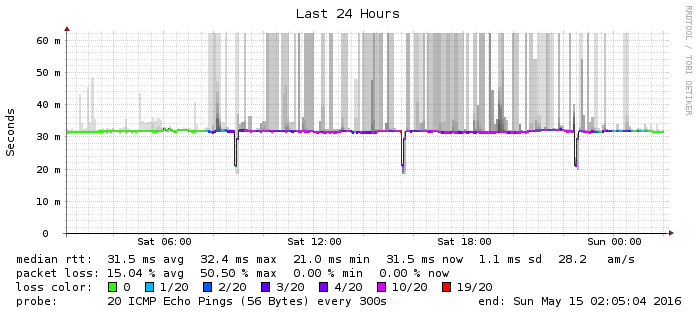 Last 24 Hours
RRDTOOL / TOBI OETIKER
Seconds
60 m
50 m
40 m
30 m
20 m
10 m
0
Sat 06:00 Sat 12:00 Sat 18:00 Sun 00:00
median rtt: 31.5 ms avg 32.4 ms max 21.0 ms min 31.5 ms now 1.1 ms sd 28.2 am/s
packet loss: 15.04 % avg 50.50 % max 0.00 % min 0.00 % now
loss color: 0 1/20 2/20 3/20 4/20 10/20 19/20
probe: 20 ICMP Echo Pings (56 Bytes) every 300s end: Sun May 15 02:05:04 2016